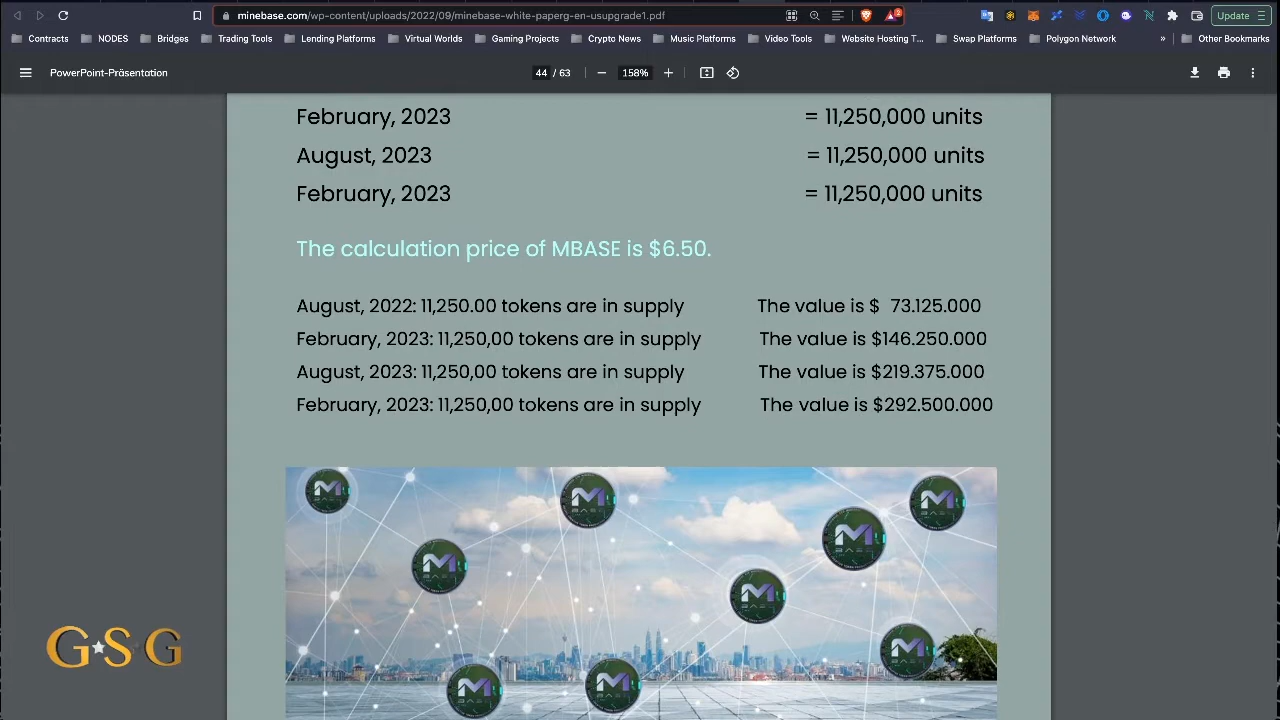 minebase.com/wp-content/uploads/2022/09/minebase-white-paperg-en-usupgrade1.pdf
2
Update
Contracts NODES Bridges Trading Tools Lending Platforms Virtual Worlds Gaming Projects Crypto News Music Platforms Video Tools Website Hosting T... Swap Platforms Polygon Network » Other Bookmarks
PowerPoint-Präsentation 44 / 63 158%
February, 2023 = 11,250,000 units
August, 2023 = 11,250,000 units
February, 2023 = 11,250,000 units
The calculation price of MBASE is $6.50.
August, 2022: 11,250.00 tokens are in supply The value is $ 73.125.000
February, 2023: 11,250,00 tokens are in supply The value is $146.250.000
August, 2023: 11,250,00 tokens are in supply The value is $219.375.000
February, 2023: 11,250,00 tokens are in supply The value is $292.500.000
GSG